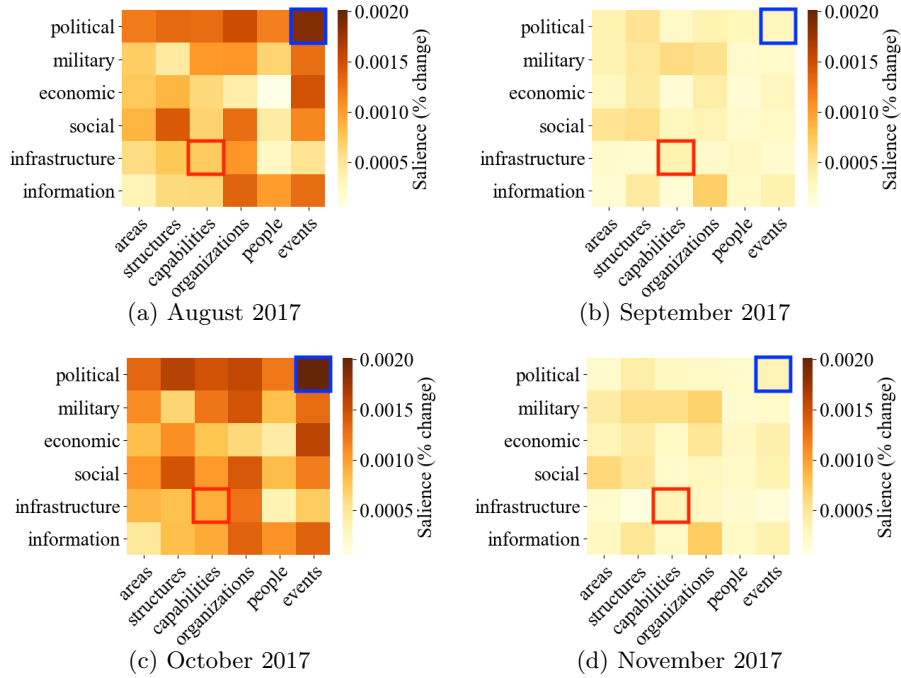 political
military
economic
social
infrastructure
information
areas
structures
capabilities
organizations
people
events
0.0020
0.0015
0.0010
0.0005
Salience (% change)
(a) August 2017
political
military
economic
social
infrastructure
information
areas
structures
capabilities
organizations
people
events
0.0020
0.0015
0.0010
0.0005
Salience (% change)
(b) September 2017
political
military
economic
social
infrastructure
information
areas
structures
capabilities
organizations
people
events
0.0020
0.0015
0.0010
0.0005
Salience (% change)
(c) October 2017
political
military
economic
social
infrastructure
information
areas
structures
capabilities
organizations
people
events
0.0020
0.0015
0.0010
0.0005
Salience (% change)
(d) November 2017